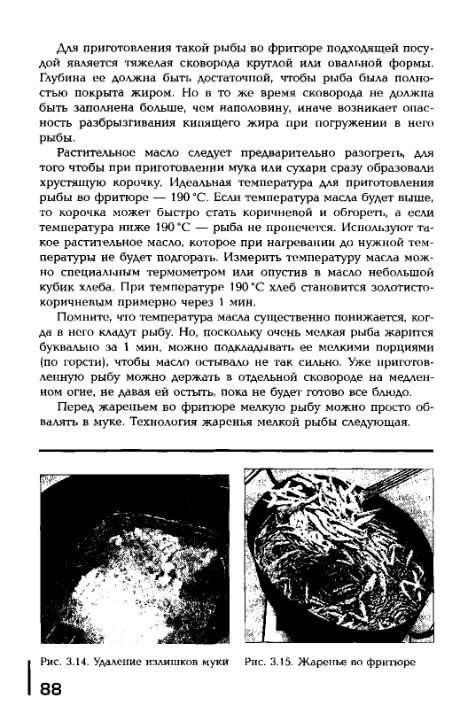 Для приготовления такой рыбы во фритюре подходящей посу-
дой является тяжелая сковорода круглой или овальной формы.
Глубина ее должна быть достаточной, чтобы рыба была полно-
стью покрыта жиром. Но в то же время сковорода не должна
быть заполнена больше, чем наполовину, иначе возникает опас-
ность разбрызгивания кипящего жира при погружении в него
рыбы.
Растительное масло следует предварительно разогреть, для
того чтобы при приготовлении мука или сухари сразу образовали
хрустящую корочку. Идеальная температура для приготовления
рыбы во фритюре — 190 °С. Если температура масла будет выше,
то корочка может быстро стать коричневой и обгореть, а если
температура ниже 190 °С — рыба не пропечется. Используют та-
кое растительное масло, которое при нагревании до нужной тем-
пературы не будет подгорать. Измерить температуру масла мож-
но специальным термометром или опустив в масло небольшой
кубик хлеба. При температуре 190 °С хлеб становится золотисто-
коричневым примерно через 1 мин.
Помните, что температура масла существенно понижается, ког-
да в него кладут рыбу. Но, поскольку очень мелкая рыба жарится
буквально за 1 мин, можно подкладывать ее мелкими порциями
(по горсти), чтобы масло остывало не так сильно. Уже приготов-
ленную рыбу можно держать в отдельной сковороде на медлен-
ном огне, не давая ей остыть, пока не будет готово все блюдо.
Перед жареньем во фритюре мелкую рыбу можно просто об-
валять в муке. Технология жаренья мелкой рыбы следующая.
Рис. 3.14. Удаление излишков муки
Рис. 3.15. Жаренье во фритюре
88